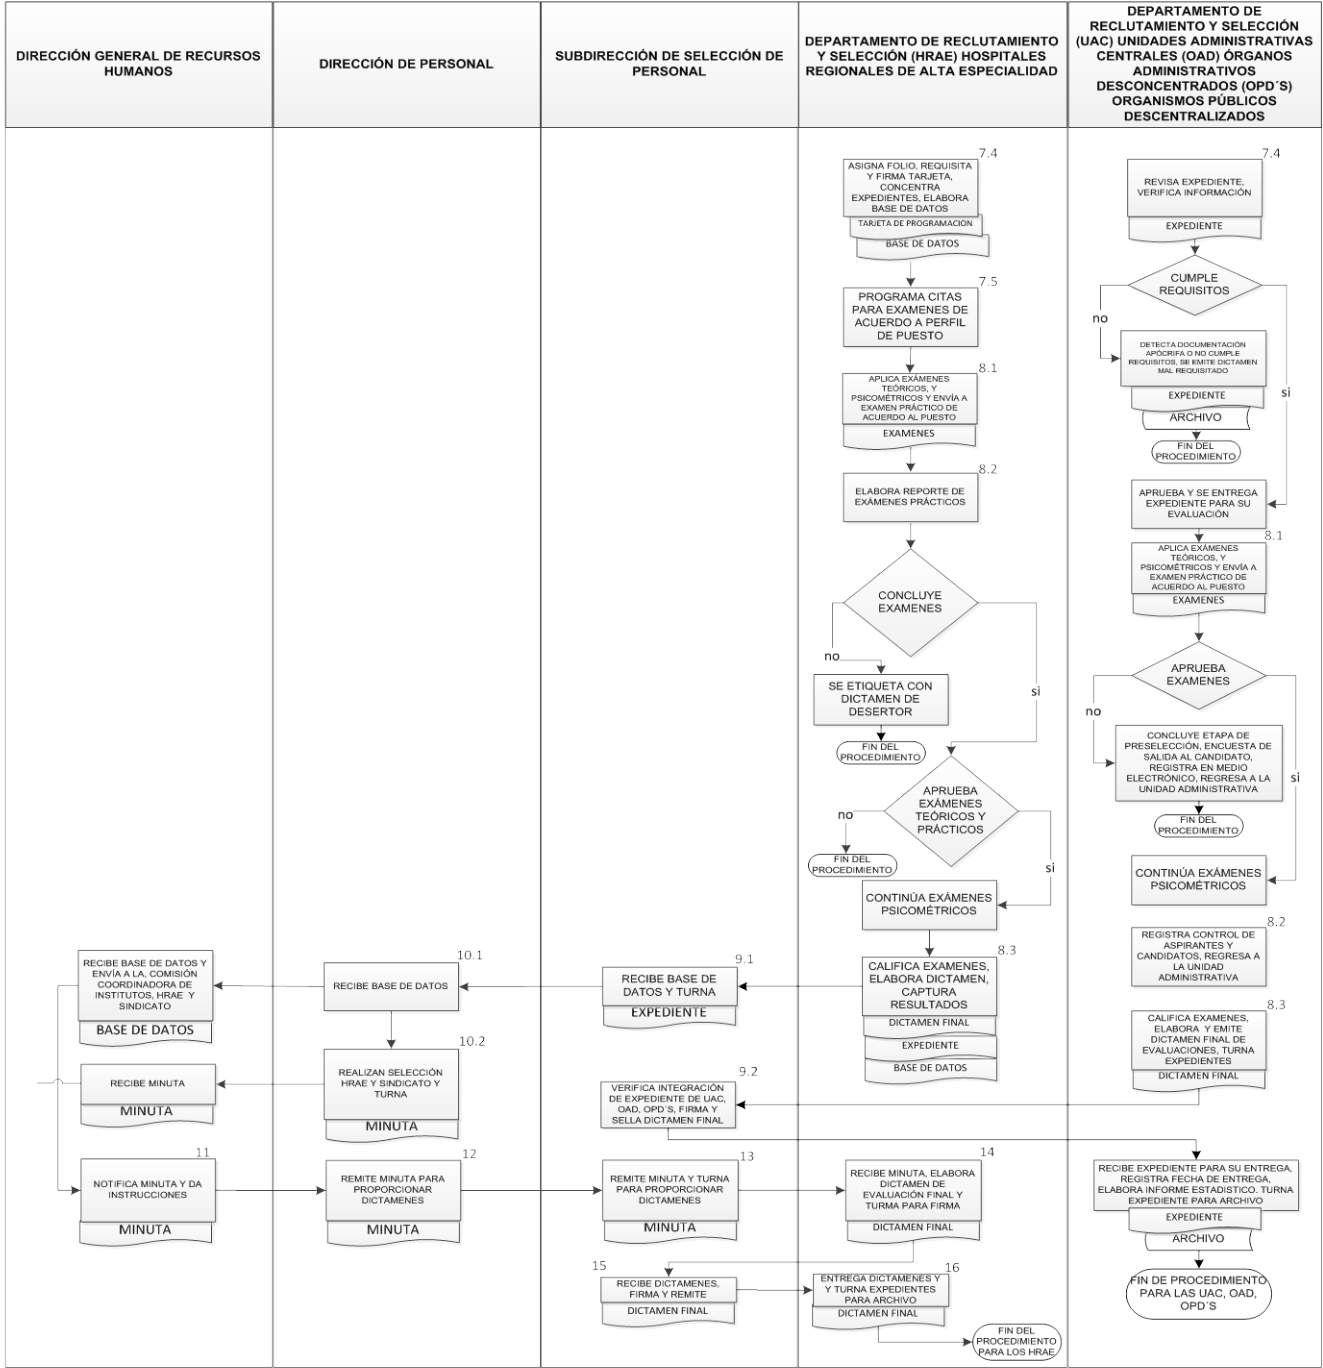 DIRECCIÓN GENERAL DE RECURSOS
HUMANOS
DIRECCIÓN DE PERSONAL
SUBDIRECCIÓN DE SELECCIÓN DE
PERSONAL
DEPARTAMENTO DE RECLUTAMIENTO
Y SELECCIÓN (HRAE) HOSPITALES
REGIONALES DE ALTA ESPECIALIDAD
DEPARTAMENTO DE
RECLUTAMIENTO Y SELECCIÓN
(UAC) UNIDADES ADMINISTRATIVAS
CENTRALES (OAD) ÓRGANOS
ADMINISTRATIVOS
DESCONCENTRADOS (OPD´S)
ORGANISMOS PÚBLICOS
DESCENTRALIZADOS
7.4
ASIGNA FOLIO, REQUISITA
Y FIRMA TARJETA,
CONCENTRA
EXPEDIENTES, ELABORA
BASE DE DATOS
TARJETA DE PROGRAMACION
BASE DE DATOS
7.5
PROGRAMA CITAS
PARA EXAMENES DE
ACUERDO A PERFIL
DE PUESTO
8.1
APLICA EXÁMENES
TEÓRICOS, Y
PSICOMÉTRICOS Y ENVÍA A
EXAMEN PRÁCTICO DE
ACUERDO AL PUESTO
EXAMENES
8.2
ELABORA REPORTE DE
EXÁMENES PRÁCTICOS
CONCLUYE
EXAMENES
no
si
SE ETIQUETA CON
DICTAMEN DE
DESERTOR
FIN DEL
PROCEDIMIENTO
APRUEBA
EXÁMENES
TEÓRICOS Y
PRÁCTICOS
no
si
FIN DEL
PROCEDIMIENTO
CONTINÚA EXÁMENES
PSICOMÉTRICOS
8.3
CALIFICA EXAMENES,
ELABORA DICTAMEN,
CAPTURA
RESULTADOS
DICTAMEN FINAL
EXPEDIENTE
BASE DE DATOS
7.4
REVISA EXPEDIENTE,
VERIFICA INFORMACIÓN
EXPEDIENTE
CUMPLE
REQUISITOS
no
si
DETECTA DOCUMENTACIÓN
APÓCRIFA O NO CUMPLE
REQUISITOS, SE EMITE DICTAMEN
MAL REQUISITADO
EXPEDIENTE
ARCHIVO
FIN DEL
PROCEDIMIENTO
APRUEBA Y SE ENTREGA
EXPEDIENTE PARA SU
EVALUACIÓN
8.1
APLICA EXÁMENES
TEÓRICOS, Y
PSICOMÉTRICOS Y ENVÍA A
EXAMEN PRÁCTICO DE
ACUERDO AL PUESTO
EXAMENES
APRUEBA
EXAMENES
no
si
CONCLUYE ETAPA DE
PRESELECCIÓN, ENCUESTA DE
SALIDA AL CANDIDATO,
REGISTRA EN MEDIO
ELECTRÓNICO, REGRESA A LA
UNIDAD ADMINISTRATIVA
FIN DEL
PROCEDIMIENTO
CONTINÚA EXÁMENES
PSICOMÉTRICOS
8.2
REGISTRA CONTROL DE
ASPIRANTES Y
CANDIDATOS, REGRESA A
LA UNIDAD
ADMINISTRATIVA
8.3
CALIFICA EXAMENES,
ELABORA Y EMITE
DICTAMEN FINAL DE
EVALUACIONES, TURNA
EXPEDIENTES
DICTAMEN FINAL
9.1
RECIBE BASE DE
DATOS Y TURNA
EXPEDIENTE
10.1
RECIBE BASE DE DATOS
RECIBE BASE DE DATOS Y
ENVÍA A LA, COMISIÓN
COORDINADORA DE
INSTITUTOS, HRAE Y
SINDICATO
BASE DE DATOS
10.2
REALIZAN SELECCIÓN
HRAE Y SINDICATO Y
TURNA
MINUTA
RECIBE MINUTA
MINUTA
9.2
VERIFICA INTEGRACIÓN
DE EXPEDIENTE DE UAC,
OAD, OPD´S, FIRMA Y
SELLA DICTAMEN FINAL
11
NOTIFICA MINUTA Y DA
INSTRUCCIONES
MINUTA
12
REMITE MINUTA PARA
PROPORCIONAR
DICTAMENES
MINUTA
13
REMITE MINUTA Y TURNA
PARA PROPORCIONAR
DICTAMENES
MINUTA
14
RECIBE MINUTA, ELABORA
DICTAMEN DE
EVALUACIÓN FINAL Y
TURMA PARA FIRMA
DICTAMEN FINAL
RECIBE EXPEDIENTE PARA SU ENTREGA,
REGISTRA FECHA DE ENTREGA,
ELABORA INFORME ESTADISTICO. TURNA
EXPEDIENTE PARA ARCHIVO
EXPEDIENTE
ARCHIVO
FIN DE PROCEDIMIENTO
PARA LAS UAC, OAD,
OPD´S
15
RECIBE DICTAMENES,
FIRMA Y REMITE
DICTAMEN FINAL
16
ENTREGA DICTAMENES Y
Y TURNA EXPEDIENTES
PARA ARCHIVO
DICTAMEN FINAL
FIN DEL
PROCEDIMIENTO
PARA LOS HRAE